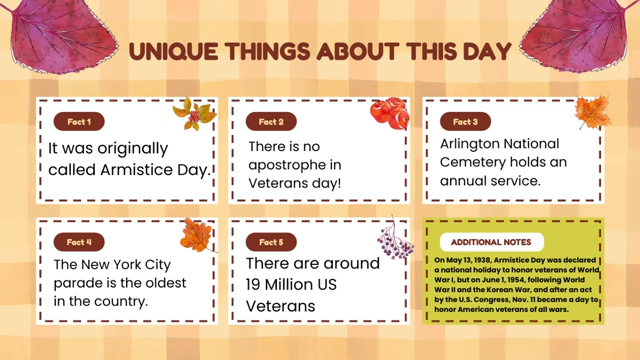 UNIQUE THINGS ABOUT THIS DAY
Fact 1
It was originally
called Armistice Day.
Fact 2
There is no
apostrophe in
Veterans day!
Fact 3
Arlington National
Cemetery holds an
annual service.
Fact 4
The New York City
parade is the oldest
in the country.
Fact 5
There are around
19 Million US
Veterans
ADDITIONAL NOTES
On May 13, 1938, Armistice Day was declared
a national holiday to honor veterans of World
War I, but on June 1, 1954, following World
War II and the Korean War, and after an act
by the U.S. Congress, Nov. 11 became a day to
honor American veterans of all wars.